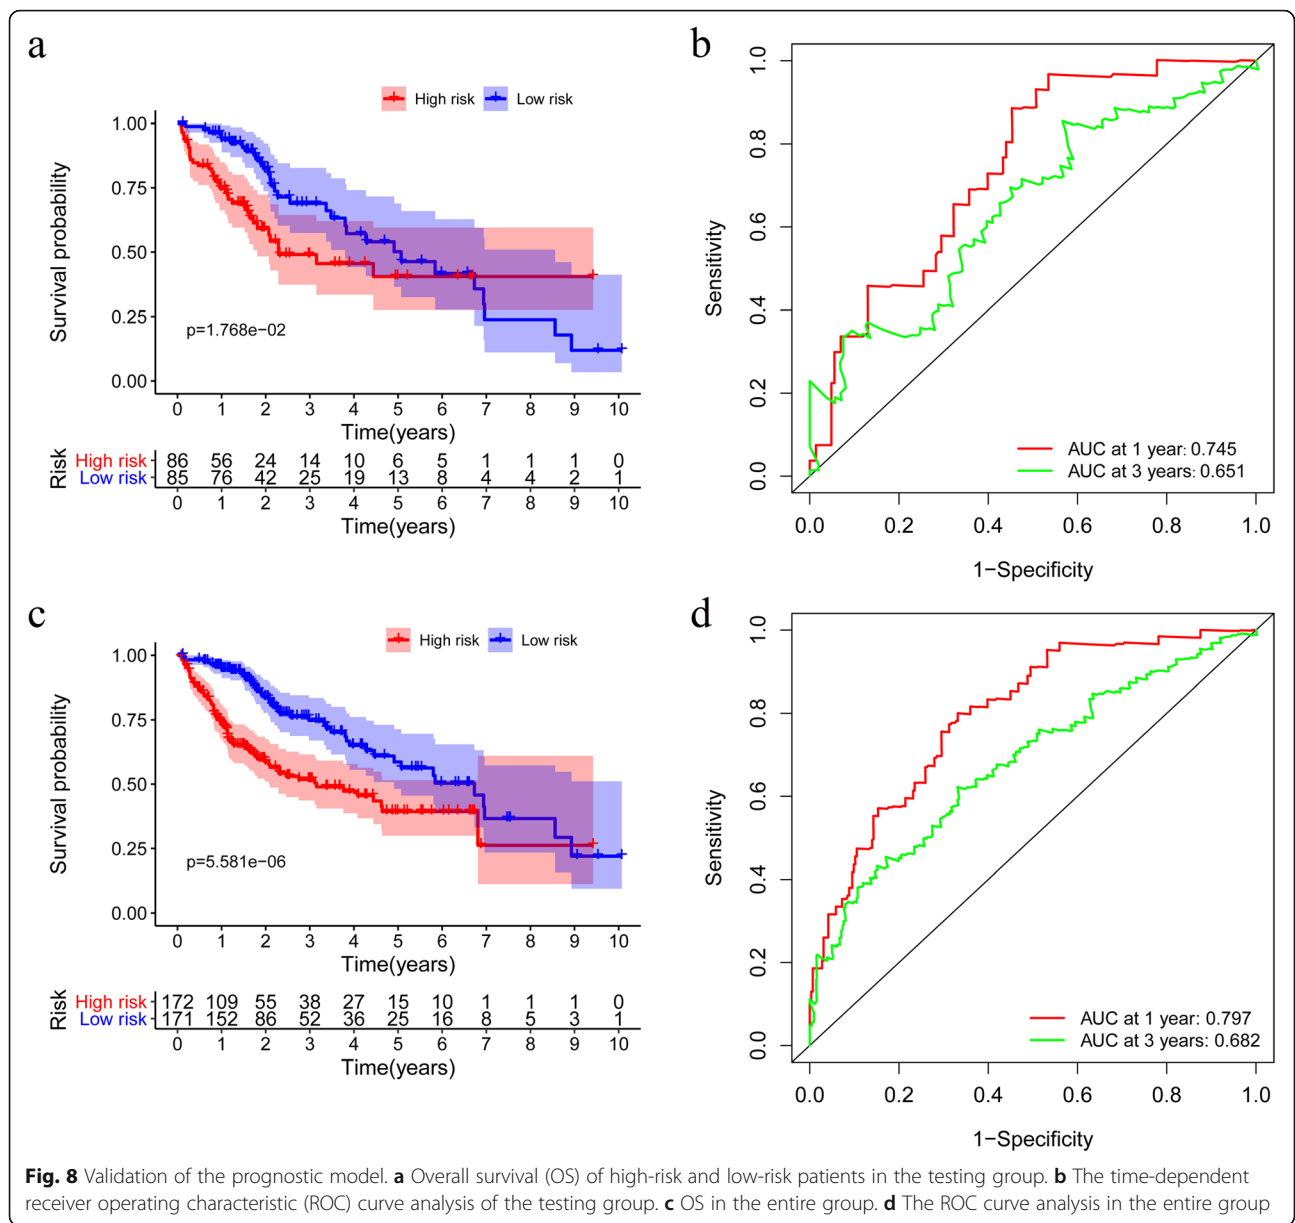 a
High risk Low risk
Survival probability
1.00
0.75
0.50
0.25
0.00
p=1.768e−02
0 1 2 3 4 5 6 7 8 9 10
Time(years)
Risk
High risk 86 56 24 14 10 6 5 1 1 1 0
Low risk 85 76 42 25 19 13 8 4 4 2 1
0 1 2 3 4 5 6 7 8 9 10
Time(years)
b
Sensitivity
1.0
0.8
0.6
0.4
0.2
0.0
AUC at 1 year: 0.745
AUC at 3 years: 0.651
0.0 0.2 0.4 0.6 0.8 1.0
1−Specificity
c
High risk Low risk
Survival probability
1.00
0.75
0.50
0.25
0.00
p=5.581e−06
0 1 2 3 4 5 6 7 8 9 10
Time(years)
Risk
High risk 172 109 55 38 27 15 10 1 1 1 0
Low risk 171 152 86 52 36 25 16 8 5 3 1
0 1 2 3 4 5 6 7 8 9 10
Time(years)
d
Sensitivity
1.0
0.8
0.6
0.4
0.2
0.0
AUC at 1 year: 0.797
AUC at 3 years: 0.682
0.0 0.2 0.4 0.6 0.8 1.0
1−Specificity
Fig. 8 Validation of the prognostic model. a Overall survival (OS) of high-risk and low-risk patients in the testing group. b The time-dependent
receiver operating characteristic (ROC) curve analysis of the testing group. c OS in the entire group. d The ROC curve analysis in the entire group